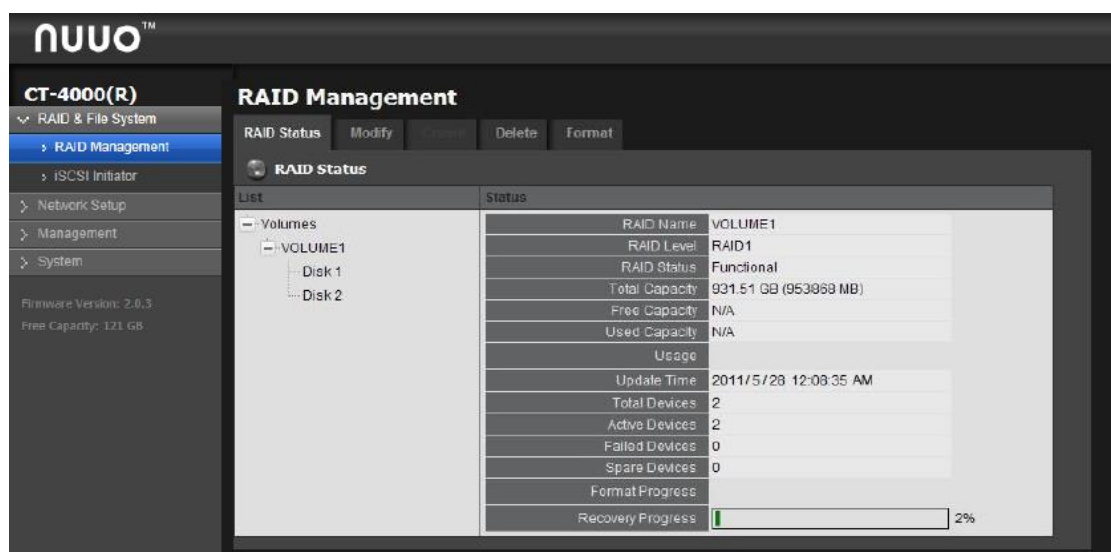 nuuo™
CT-4000(R)
RAID & File System
RAID Management
iSCSI Initiator
Network Setup
Management
System
Firmware Version: 2.0.3
Free Capacity: 121 GB
RAID Management
RAID Status Modify Create Delete Format
RAID Status
List Status
Volumes
VOLUME1
Disk 1
Disk 2
RAID Name VOLUME1
RAID Level RAID1
RAID Status Functional
Total Capacity 931.51 GB (953868 MB)
Free Capacity N/A
Used Capacity N/A
Usage
Update Time 2011/5/28 12:08:35 AM
Total Devices 2
Active Devices 2
Failed Devices 0
Spare Devices 0
Format Progress
Recovery Progress 2%